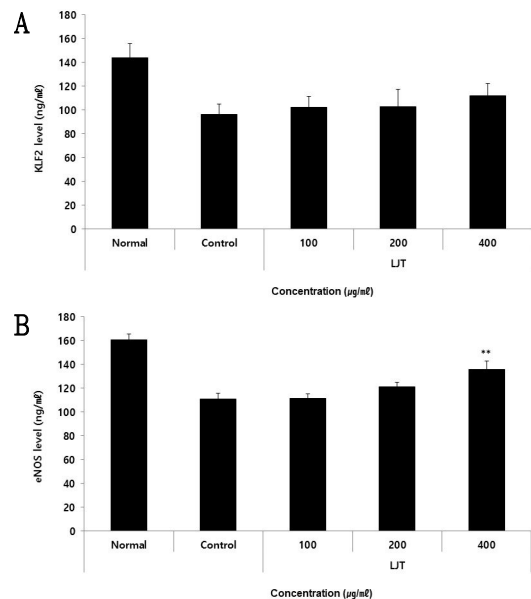 A
KLF2 level (ng/㎖)
180
160
140
120
100
80
60
40
20
0
Normal Control 100 200 400
LJT
Concentration (㎍/㎖)
B
eNOS level (ng/㎖)
180
160
140
120
100
80
60
40
20
0
**
Normal Control 100 200 400
LJT
Concentration (㎍/㎖)